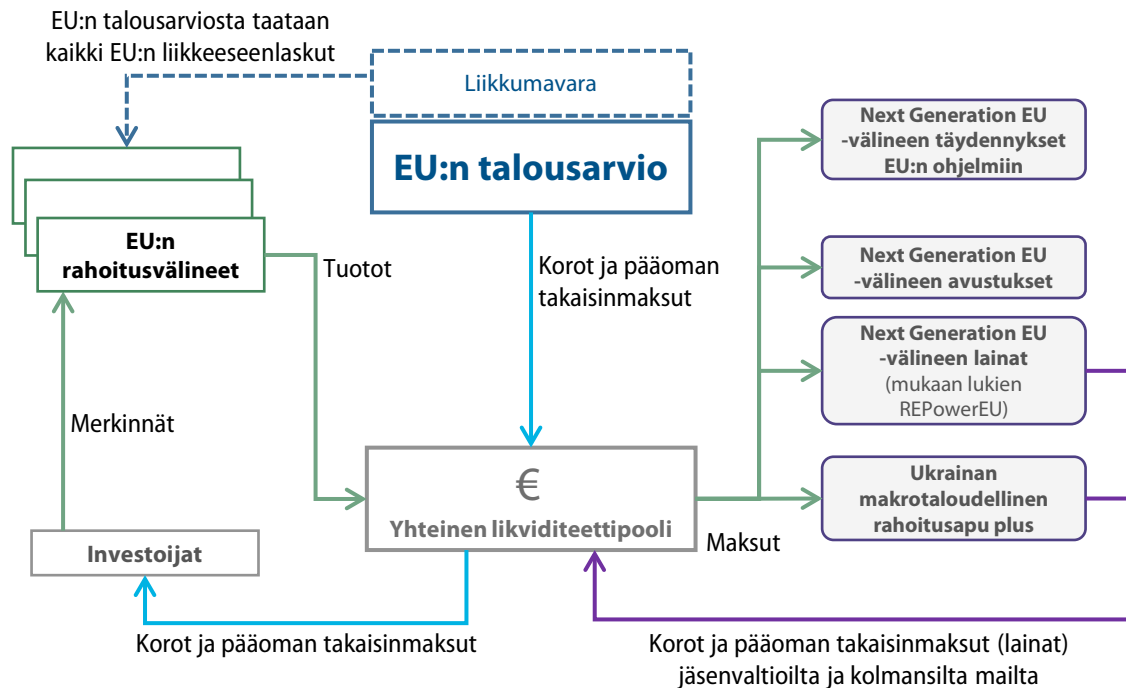 EU:n talousarviosta taataan
kaikki EU:n liikkeeseenlaskut
Liikkumavara
EU:n talousarvio
EU:n
rahoitusvälineet
Tuotot
Korot ja pääoman
takaisinmaksut
Next Generation EU
-välineen täydennykset
EU:n ohjelmiin
Next Generation EU
-välineen avustukset
Next Generation EU
-välineen lainat
(mukaan lukien
REPowerEU)
Ukrainan
makrotaloudellinen
rahoitusapu plus
Merkinnät
€
Yhteinen likviditeettipooli
Maksut
Investoijat
Korot ja pääoman takaisinmaksut
Korot ja pääoman takaisinmaksut (lainat)
jäsenvaltioilta ja kolmansilta mailta